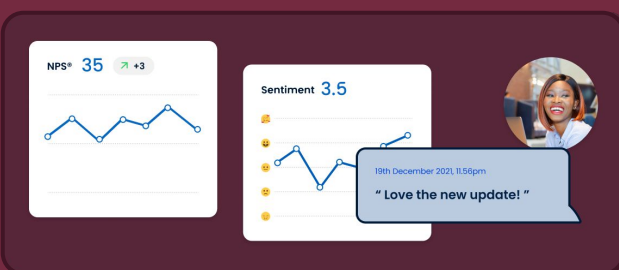 NPS® 35 +3
Sentiment 3.5
19th December 2021, 11.56pm
“ Love the new update! ”